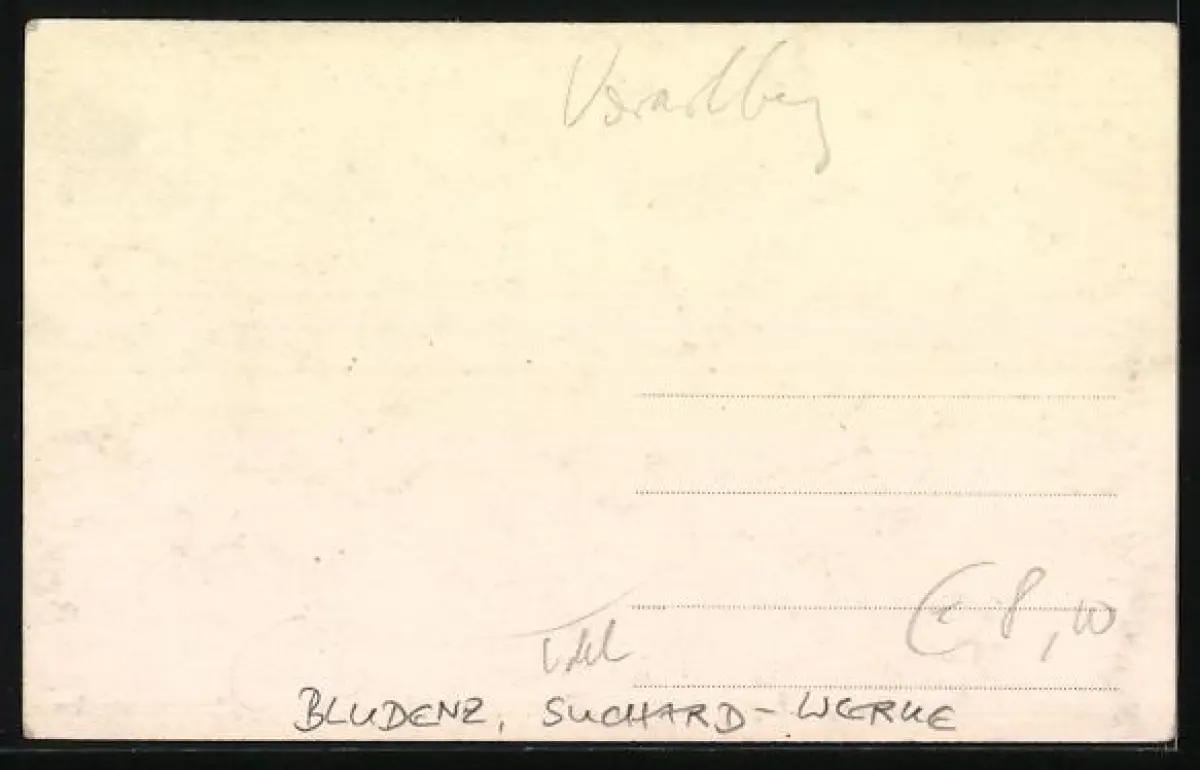 Vorarlberg
€ 8,00
BLUDENZ, SUCHARD-WERKE